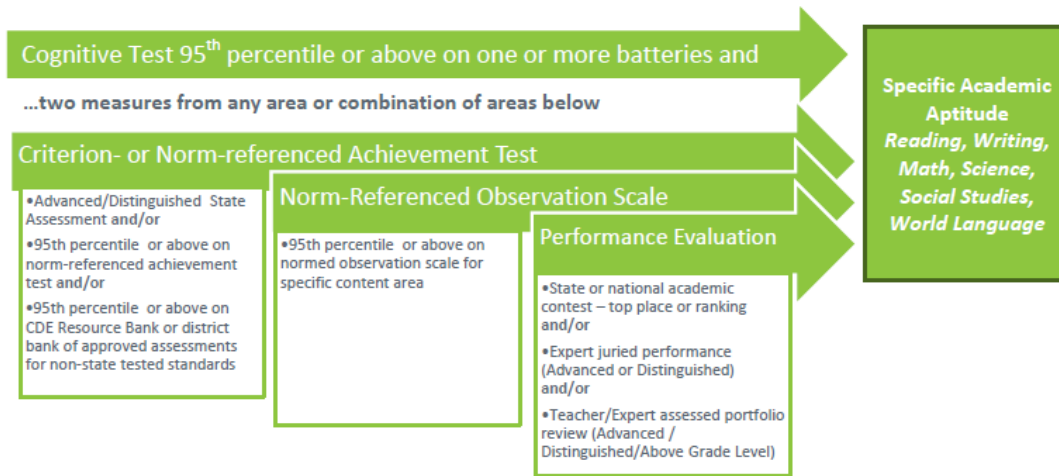 Cognitive Test 95th percentile or above on one or more batteries and
...two measures from any area or combination of areas below
Criterion- or Norm-referenced Achievement Test
•Advanced/Distinguished State
Assessment and/or
•95th percentile or above on
norm-referenced achievement
test and/or
•95th percentile or above on
CDE Resource Bank or district
bank of approved assessments
for non-state tested standards
Norm-Referenced Observation Scale
•95th percentile or above on
normed observation scale for
specific content area
Performance Evaluation
•State or national academic
contest – top place or ranking
and/or
•Expert juried performance
(Advanced or Distinguished)
and/or
•Teacher/Expert assessed portfolio
review (Advanced /
Distinguished/Above Grade Level)
Specific Academic
Aptitude
Reading, Writing,
Math, Science,
Social Studies,
World Language